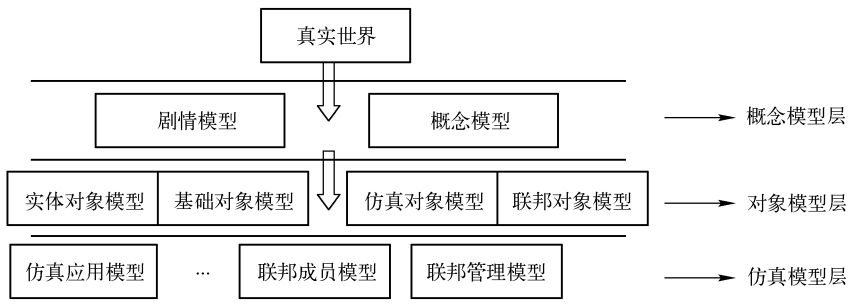 真实世界
剧情模型 概念模型 概念模型层
实体对象模型 基础对象模型 仿真对象模型 联邦对象模型 对象模型层
仿真应用模型 … 联邦成员模型 联邦管理模型 仿真模型层